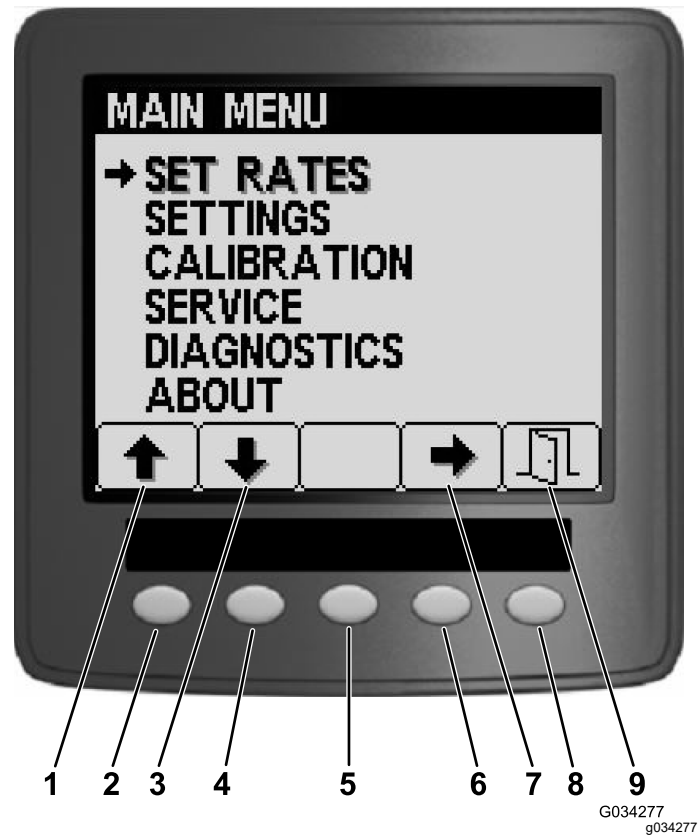 MAIN MENU
SET RATES
SETTINGS
CALIBRATION
SERVICE
DIAGNOSTICS
ABOUT
1 2 3 4 5 6 7 8 9
G034277
g034277